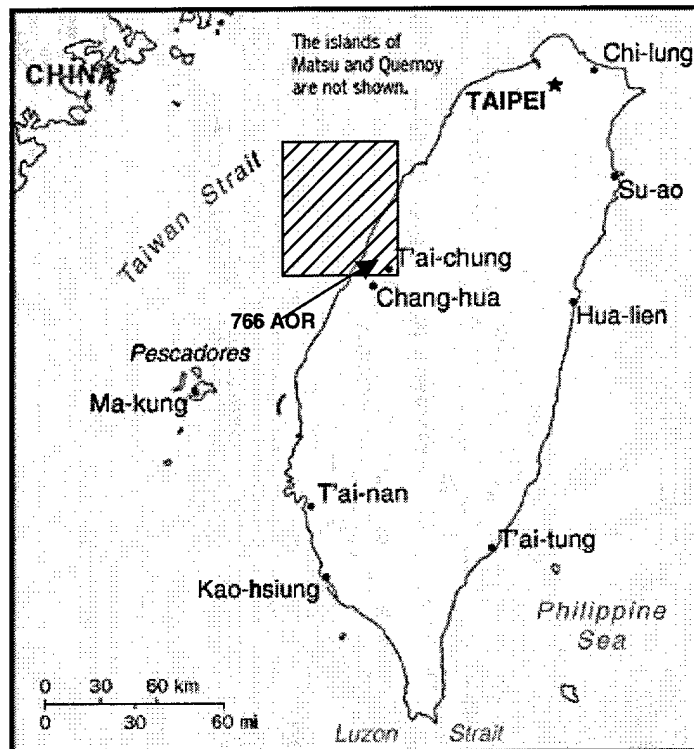 The islands of
Matsu and Quemoy
are not shown.
CHINA
Chi-lung
TAIPEI
Taiwan Strait
Su-ao
T'ai-chung
Chang-hua
766 AOR
Hua-lien
Pescadores
Ma-kung
T'ai-nan
T'ai-tung
Kao-hsiung
Philippine
Sea
0 30 60 km
0 30 60 mi
Luzon Strait